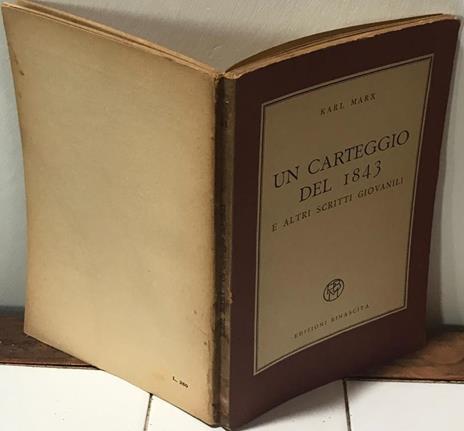 KARL MARX
UN CARTEGGIO
DEL 1843
E ALTRI SCRITTI GIOVANILI
EDIZIONI RINASCITA